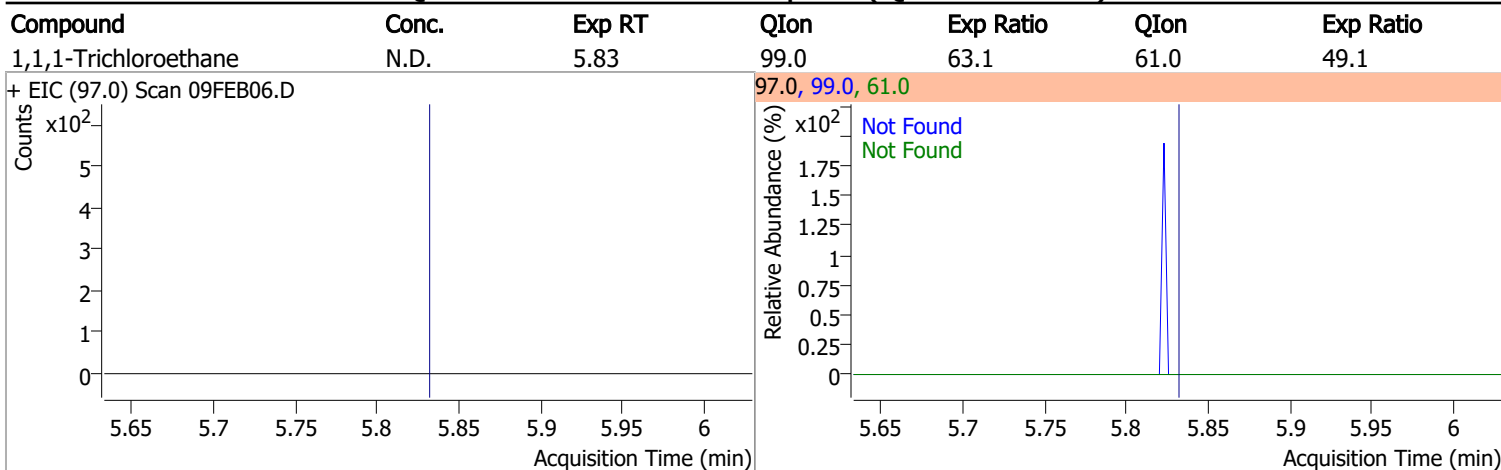 Compound Conc. Exp RT QIon Exp Ratio QIon Exp Ratio
1,1,1-Trichloroethane N.D. 5.83 99.0 63.1 61.0 49.1
+ EIC (97.0) Scan 09FEB06.D
Counts
x10²
5
4
3
2
1
0
5.65 5.7 5.75 5.8 5.85 5.9 5.95 6
Acquisition Time (min)
97.0, 99.0, 61.0
Relative Abundance (%)
x10²
Not Found
Not Found
1.75
1.5
1.25
1
0.75
0.5
0.25
0
5.65 5.7 5.75 5.8 5.85 5.9 5.95 6
Acquisition Time (min)